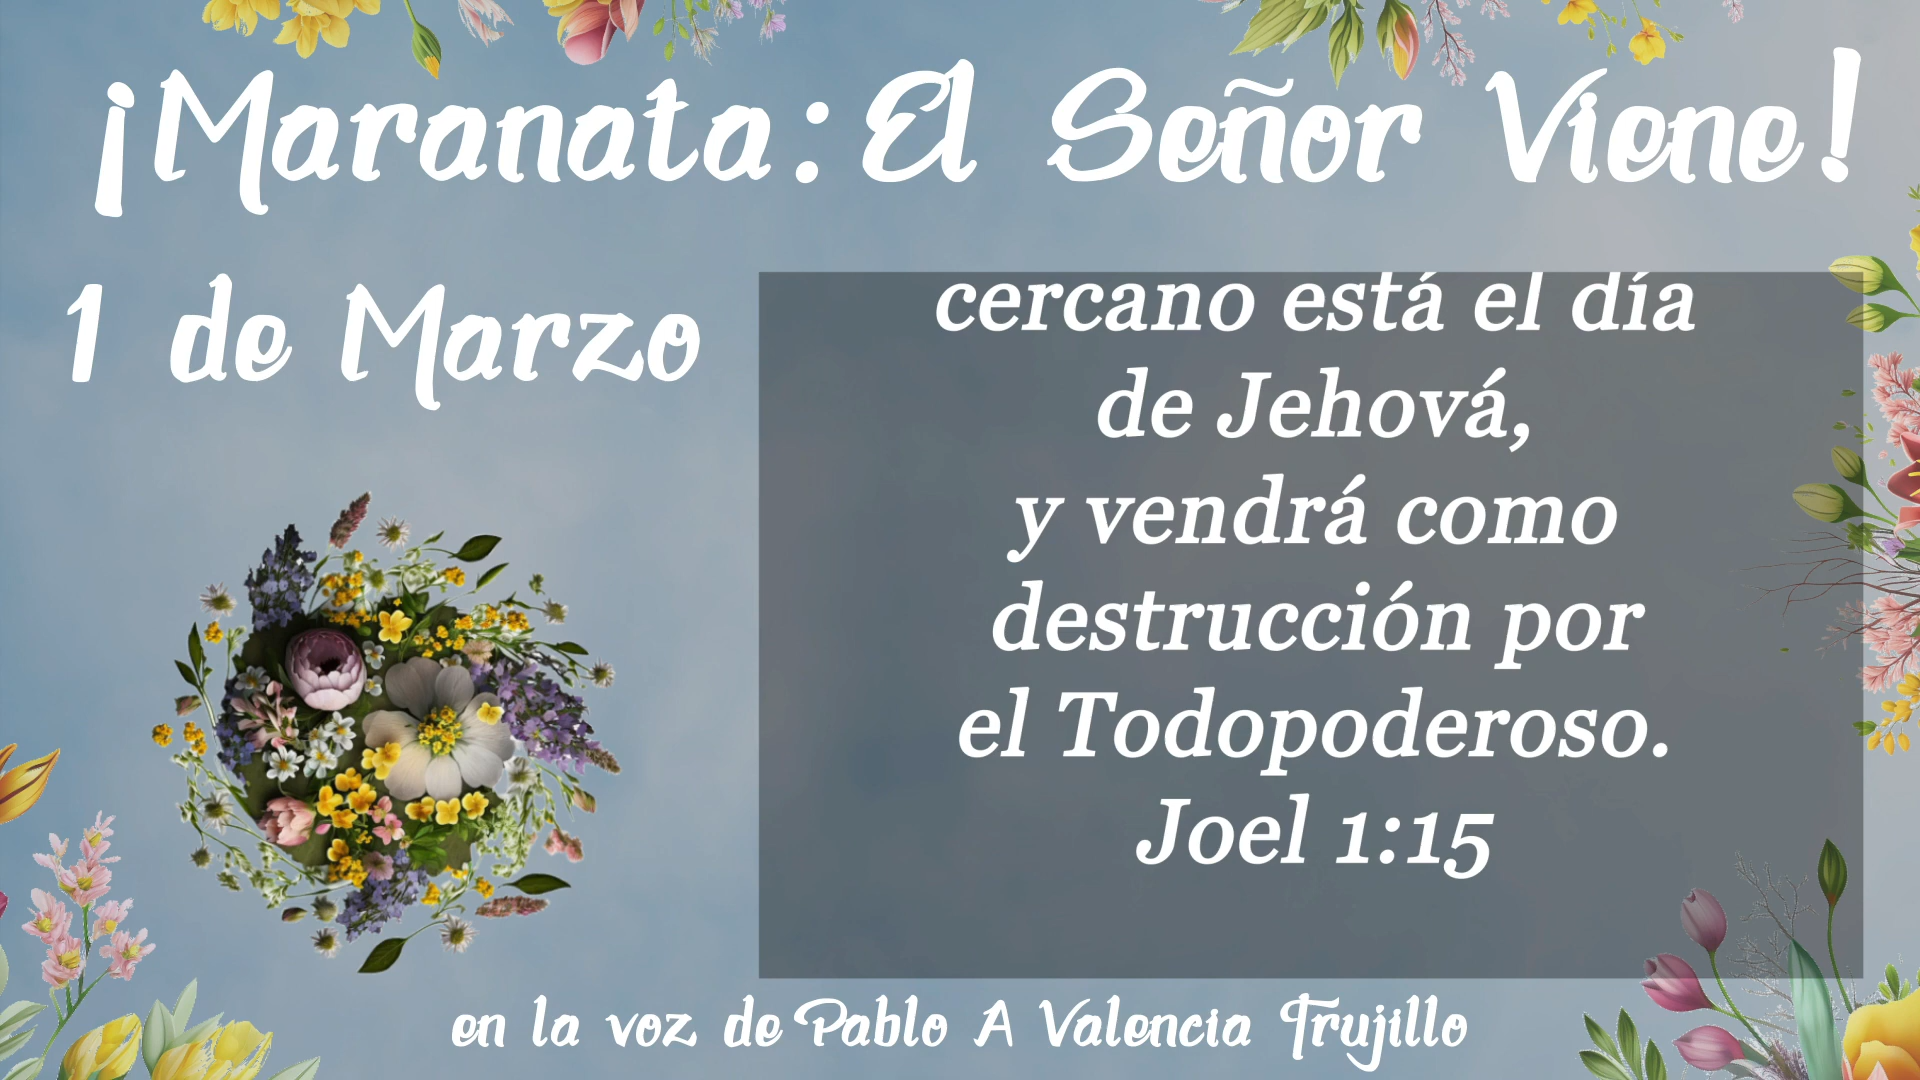 ¡Maranata: El Señor Viene!
1 de Marzo
cercano está el día
de Jehová,
y vendrá como
destrucción por
el Todopoderoso.
Joel 1:15
en la voz de Pablo A Valencia Trujillo